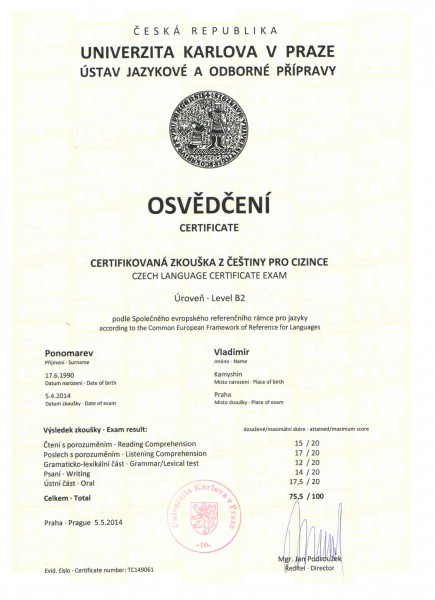 ČESKÁ REPUBLIKA
UNIVERZITA KARLOVA V PRAZE
ÚSTAV JAZYKOVÉ A ODBORNÉ PŘÍPRAVY
OSVĚDČENÍ
CERTIFICATE
CERTIFIKOVANÁ ZKOUŠKA Z ČEŠTINY PRO CIZINCE
CZECH LANGUAGE CERTIFICATE EXAM
Úroveň · Level B2
podle Společného evropského referenčního rámce pro jazyky
according to the Common European Framework of Reference for Languages
Ponomarev Vladimir
Příjmení · Surname Jméno · Name
17.6.1990 Kamyshin
Datum narození · Date of birth Místo narození · Place of birth
5.4.2014 Praha
Datum zkoušky · Date of exam Místo zkoušky · Place of exam
Výsledek zkoušky · Exam result: dosažené/maximální skóre · attained/maximum score
Čtení s porozuměním · Reading Comprehension 15 / 20
Poslech s porozuměním · Listening Comprehension 17 / 20
Gramaticko-lexikální část · Grammar/Lexical test 12 / 20
Psaní · Writing 14 / 20
Ústní část · Oral 17,5 / 20
Celkem · Total 75,5 / 100
Univerzita Karlova v Praze
-10-
Praha · Prague 5.5.2014
Mgr. Jan Podroužek
Ředitel · Director
Evid. číslo · Certificate number: TC149061